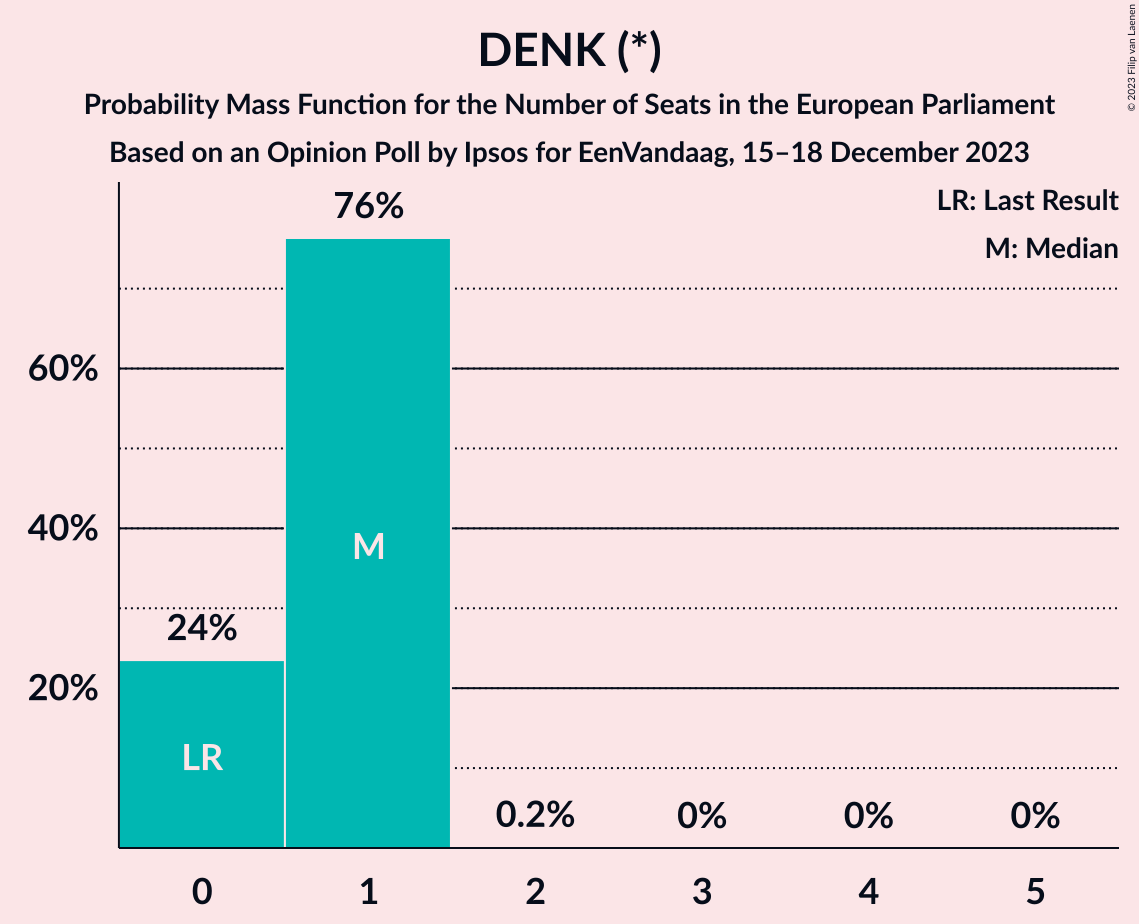 DENK (*)
Probability Mass Function for the Number of Seats in the European Parliament
Based on an Opinion Poll by Ipsos for EenVandaag, 15–18 December 2023
© 2023 Filip van Laenen
LR: Last Result
M: Median
76%
60%
40%
M
24%
20%
LR
0.2%
0%
0%
0%
0
1
2
3
4
5